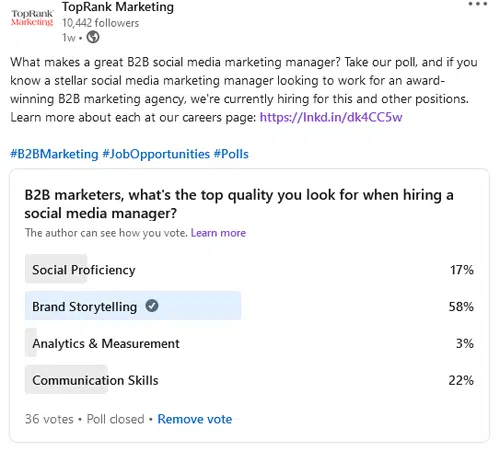 TopRank
Marketing
TopRank Marketing
10,442 followers
1w •
What makes a great B2B social media marketing manager? Take our poll, and if you
know a stellar social media marketing manager looking to work for an award-
winning B2B marketing agency, we're currently hiring for this and other positions.
Learn more about each at our careers page: https://lnkd.in/dk4CC5w
#B2BMarketing #JobOpportunities #Polls
B2B marketers, what's the top quality you look for when hiring a
social media manager?
The author can see how you vote. Learn more
Social Proficiency 17%
Brand Storytelling 58%
Analytics & Measurement 3%
Communication Skills 22%
36 votes • Poll closed • Remove vote